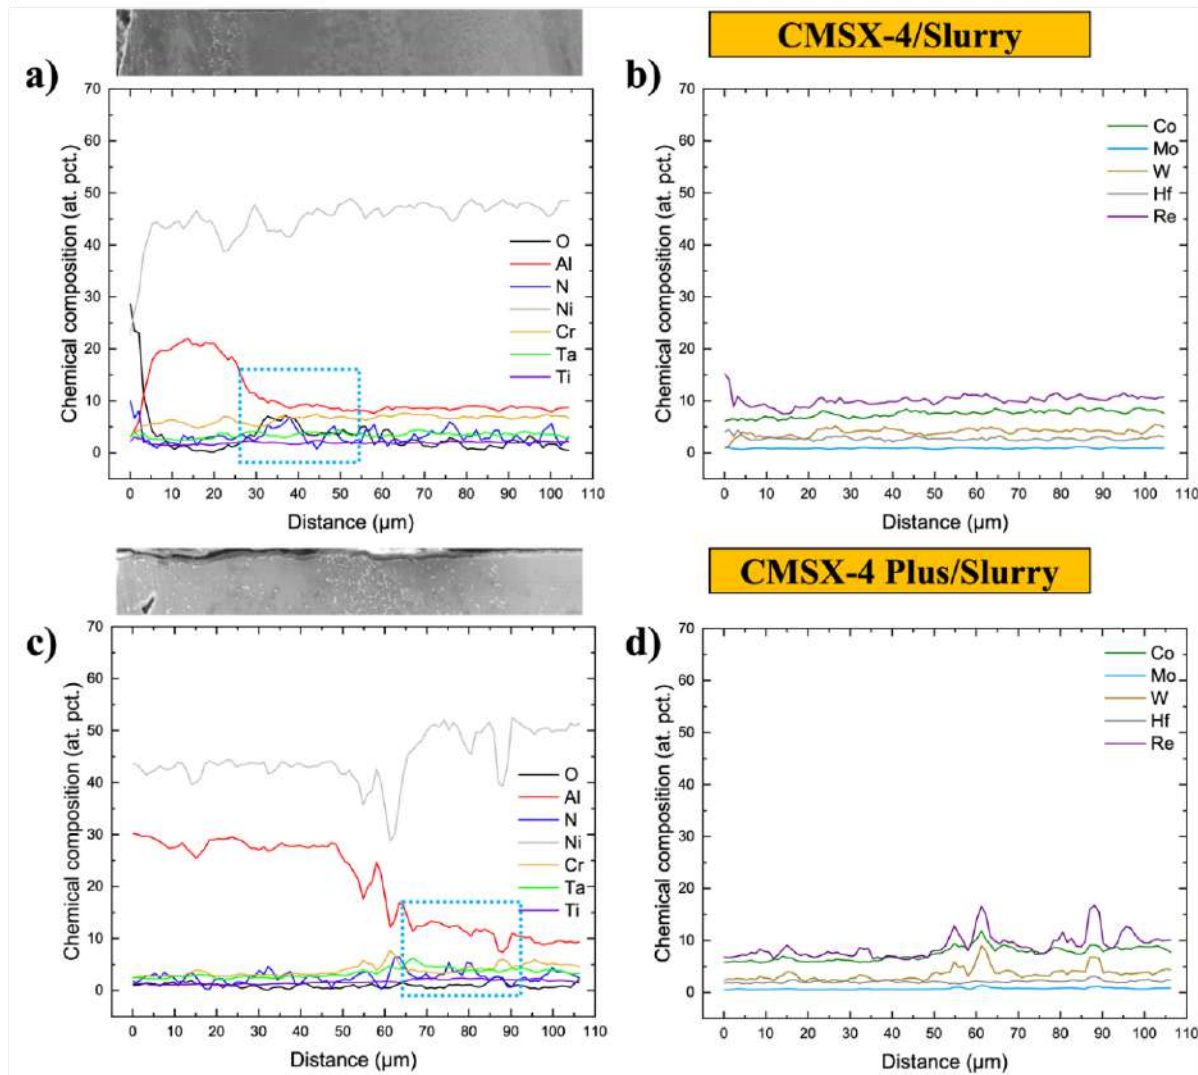 CMSX-4/Slurry
a)
70
60
50
40
30
20
10
0
Chemical composition (at. pct.)
O
Al
N
Ni
Cr
Ta
Ti
0 10 20 30 40 50 60 70 80 90 100 110
Distance (µm)
b)
70
60
50
40
30
20
10
0
Chemical composition (at. pct.)
Co
Mo
W
Hf
Re
0 10 20 30 40 50 60 70 80 90 100 110
Distance (µm)
CMSX-4 Plus/Slurry
c)
70
60
50
40
30
20
10
0
Chemical composition (at. pct.)
O
Al
N
Ni
Cr
Ta
Ti
0 10 20 30 40 50 60 70 80 90 100 110
Distance (µm)
d)
70
60
50
40
30
20
10
0
Chemical composition (at. pct.)
Co
Mo
W
Hf
Re
0 10 20 30 40 50 60 70 80 90 100 110
Distance (µm)